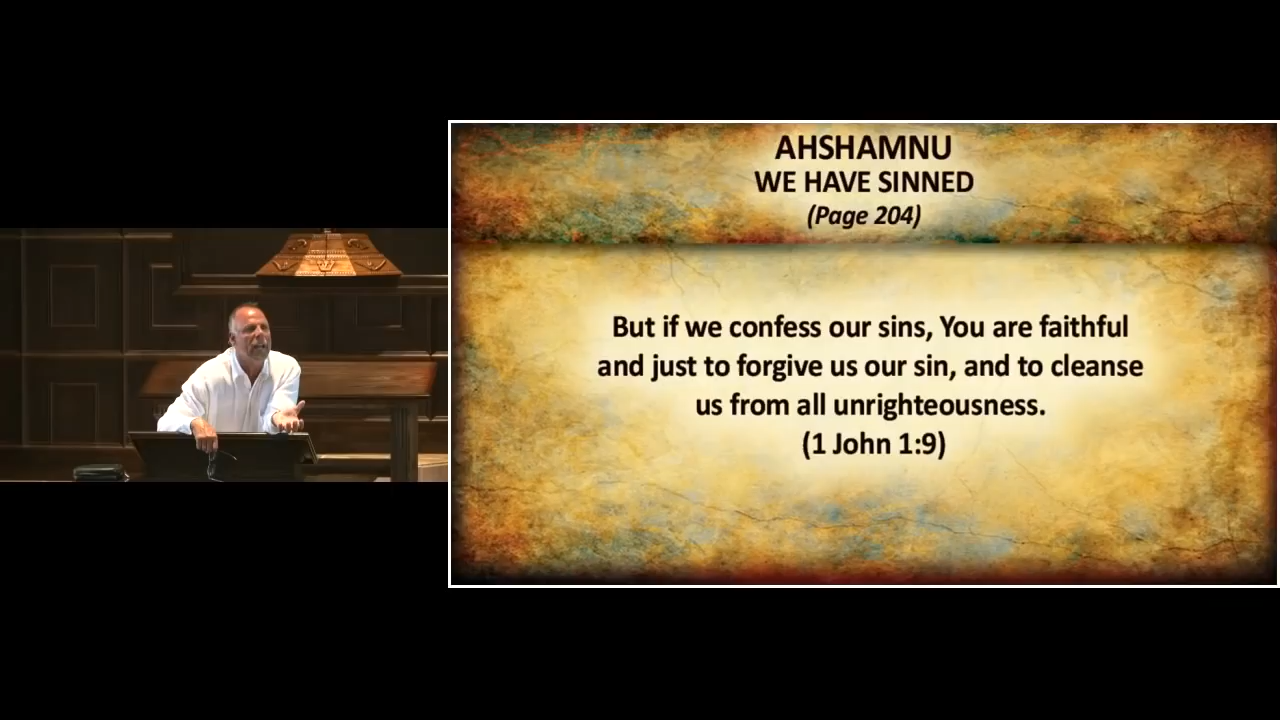 AHSHAMNU
WE HAVE SINNED
(Page 204)
But if we confess our sins, You are faithful
and just to forgive us our sin, and to cleanse
us from all unrighteousness.
(1 John 1:9)